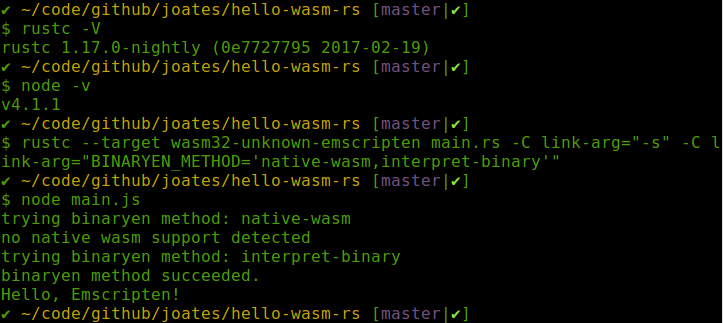 ✔ ~/code/github/joates/hello-wasm-rs [master|✔]
$ rustc -V
rustc 1.17.0-nightly (0e7727795 2017-02-19)
✔ ~/code/github/joates/hello-wasm-rs [master|✔]
$ node -v
v4.1.1
✔ ~/code/github/joates/hello-wasm-rs [master|✔]
$ rustc --target wasm32-unknown-emscripten main.rs -C link-arg="-s" -C l
ink-arg="BINARYEN_METHOD='native-wasm,interpret-binary'"
✔ ~/code/github/joates/hello-wasm-rs [master|✔]
$ node main.js
trying binaryen method: native-wasm
no native wasm support detected
trying binaryen method: interpret-binary
binaryen method succeeded.
Hello, Emscripten!
✔ ~/code/github/joates/hello-wasm-rs [master|✔]